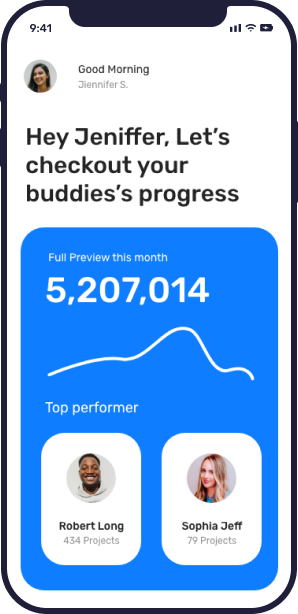 9:41
Good Morning
Jiennifer S.
Hey Jeniffer, Let’s
checkout your
buddies’s progress
Full Preview this month
5,207,014
Top performer
Robert Long
434 Projects
Sophia Jeff
79 Projects